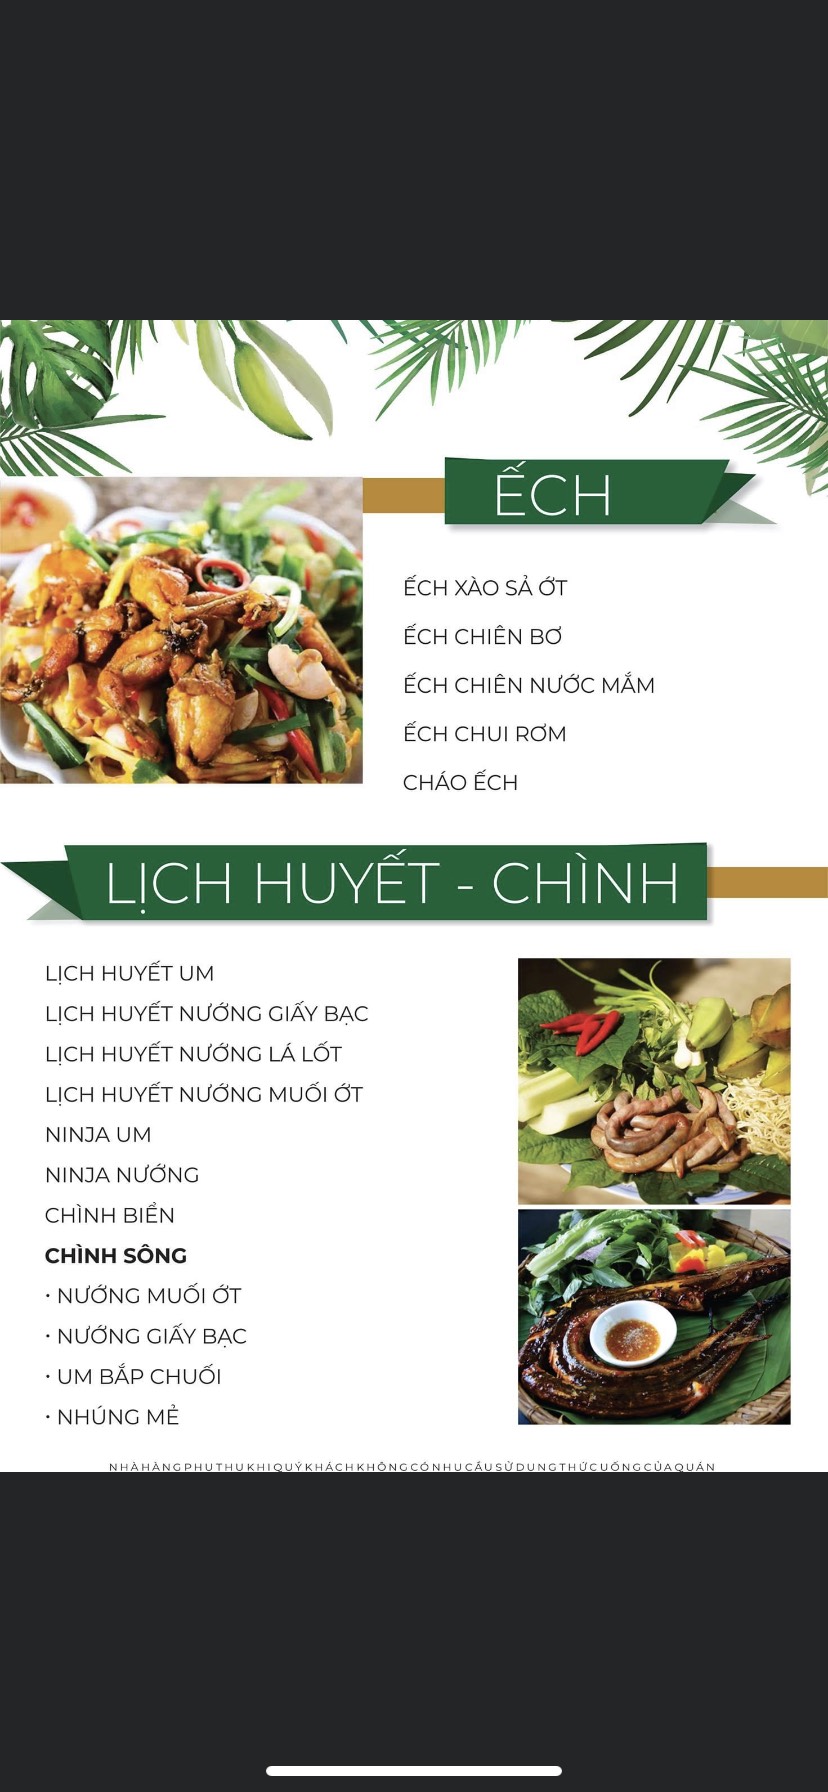 ẾCH
ẾCH XÀO SẢ ỚT
ẾCH CHIÊN BƠ
ẾCH CHIÊN NƯỚC MẮM
ẾCH CHUI RƠM
CHÁO ẾCH
LỊCH HUYẾT - CHÌNH
LỊCH HUYẾT UM
LỊCH HUYẾT NƯỚNG GIẤY BẠC
LỊCH HUYẾT NƯỚNG LÁ LỐT
LỊCH HUYẾT NƯỚNG MUỐI ỚT
NINJA UM
NINJA NƯỚNG
CHÌNH BIỂN
CHÌNH SÔNG
• NƯỚNG MUỐI ỚT
• NƯỚNG GIẤY BẠC
• UM BẮP CHUỐI
• NHÚNG MẺ
NHÀ HÀNG PHỤ THU KHI QUÝ KHÁCH KHÔNG CÓ NHU CẦU SỬ DỤNG THỨC UỐNG CỦA QUÁN